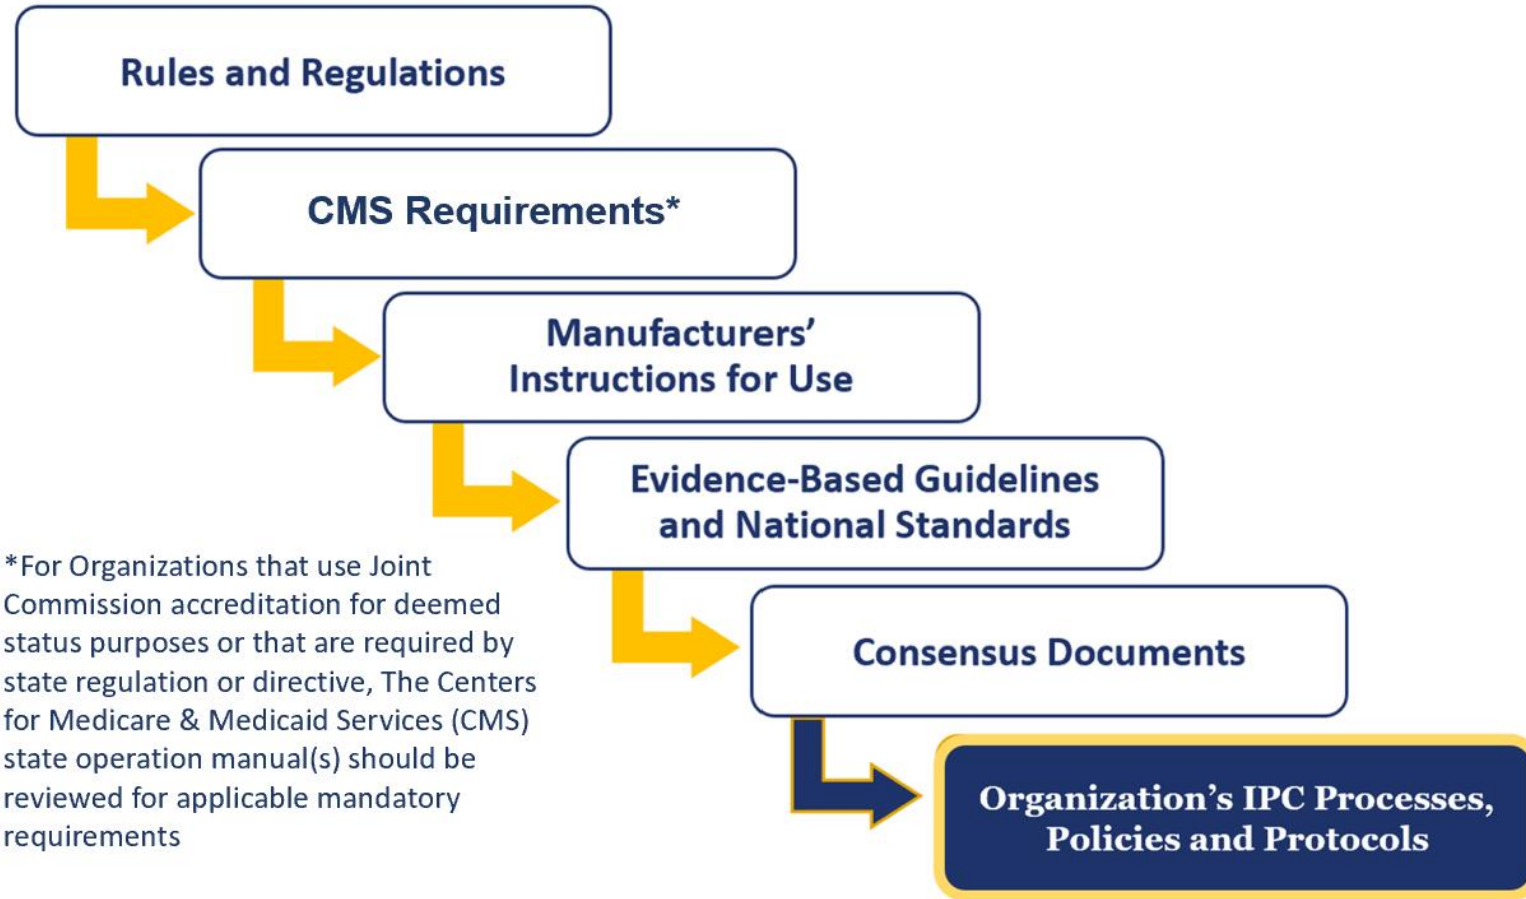 Rules and Regulations
CMS Requirements*
Manufacturers’
Instructions for Use
Evidence-Based Guidelines
and National Standards
Consensus Documents
Organization’s IPC Processes,
Policies and Protocols
*For Organizations that use Joint
Commission accreditation for deemed
status purposes or that are required by
state regulation or directive, The Centers
for Medicare & Medicaid Services (CMS)
state operation manual(s) should be
reviewed for applicable mandatory
requirements